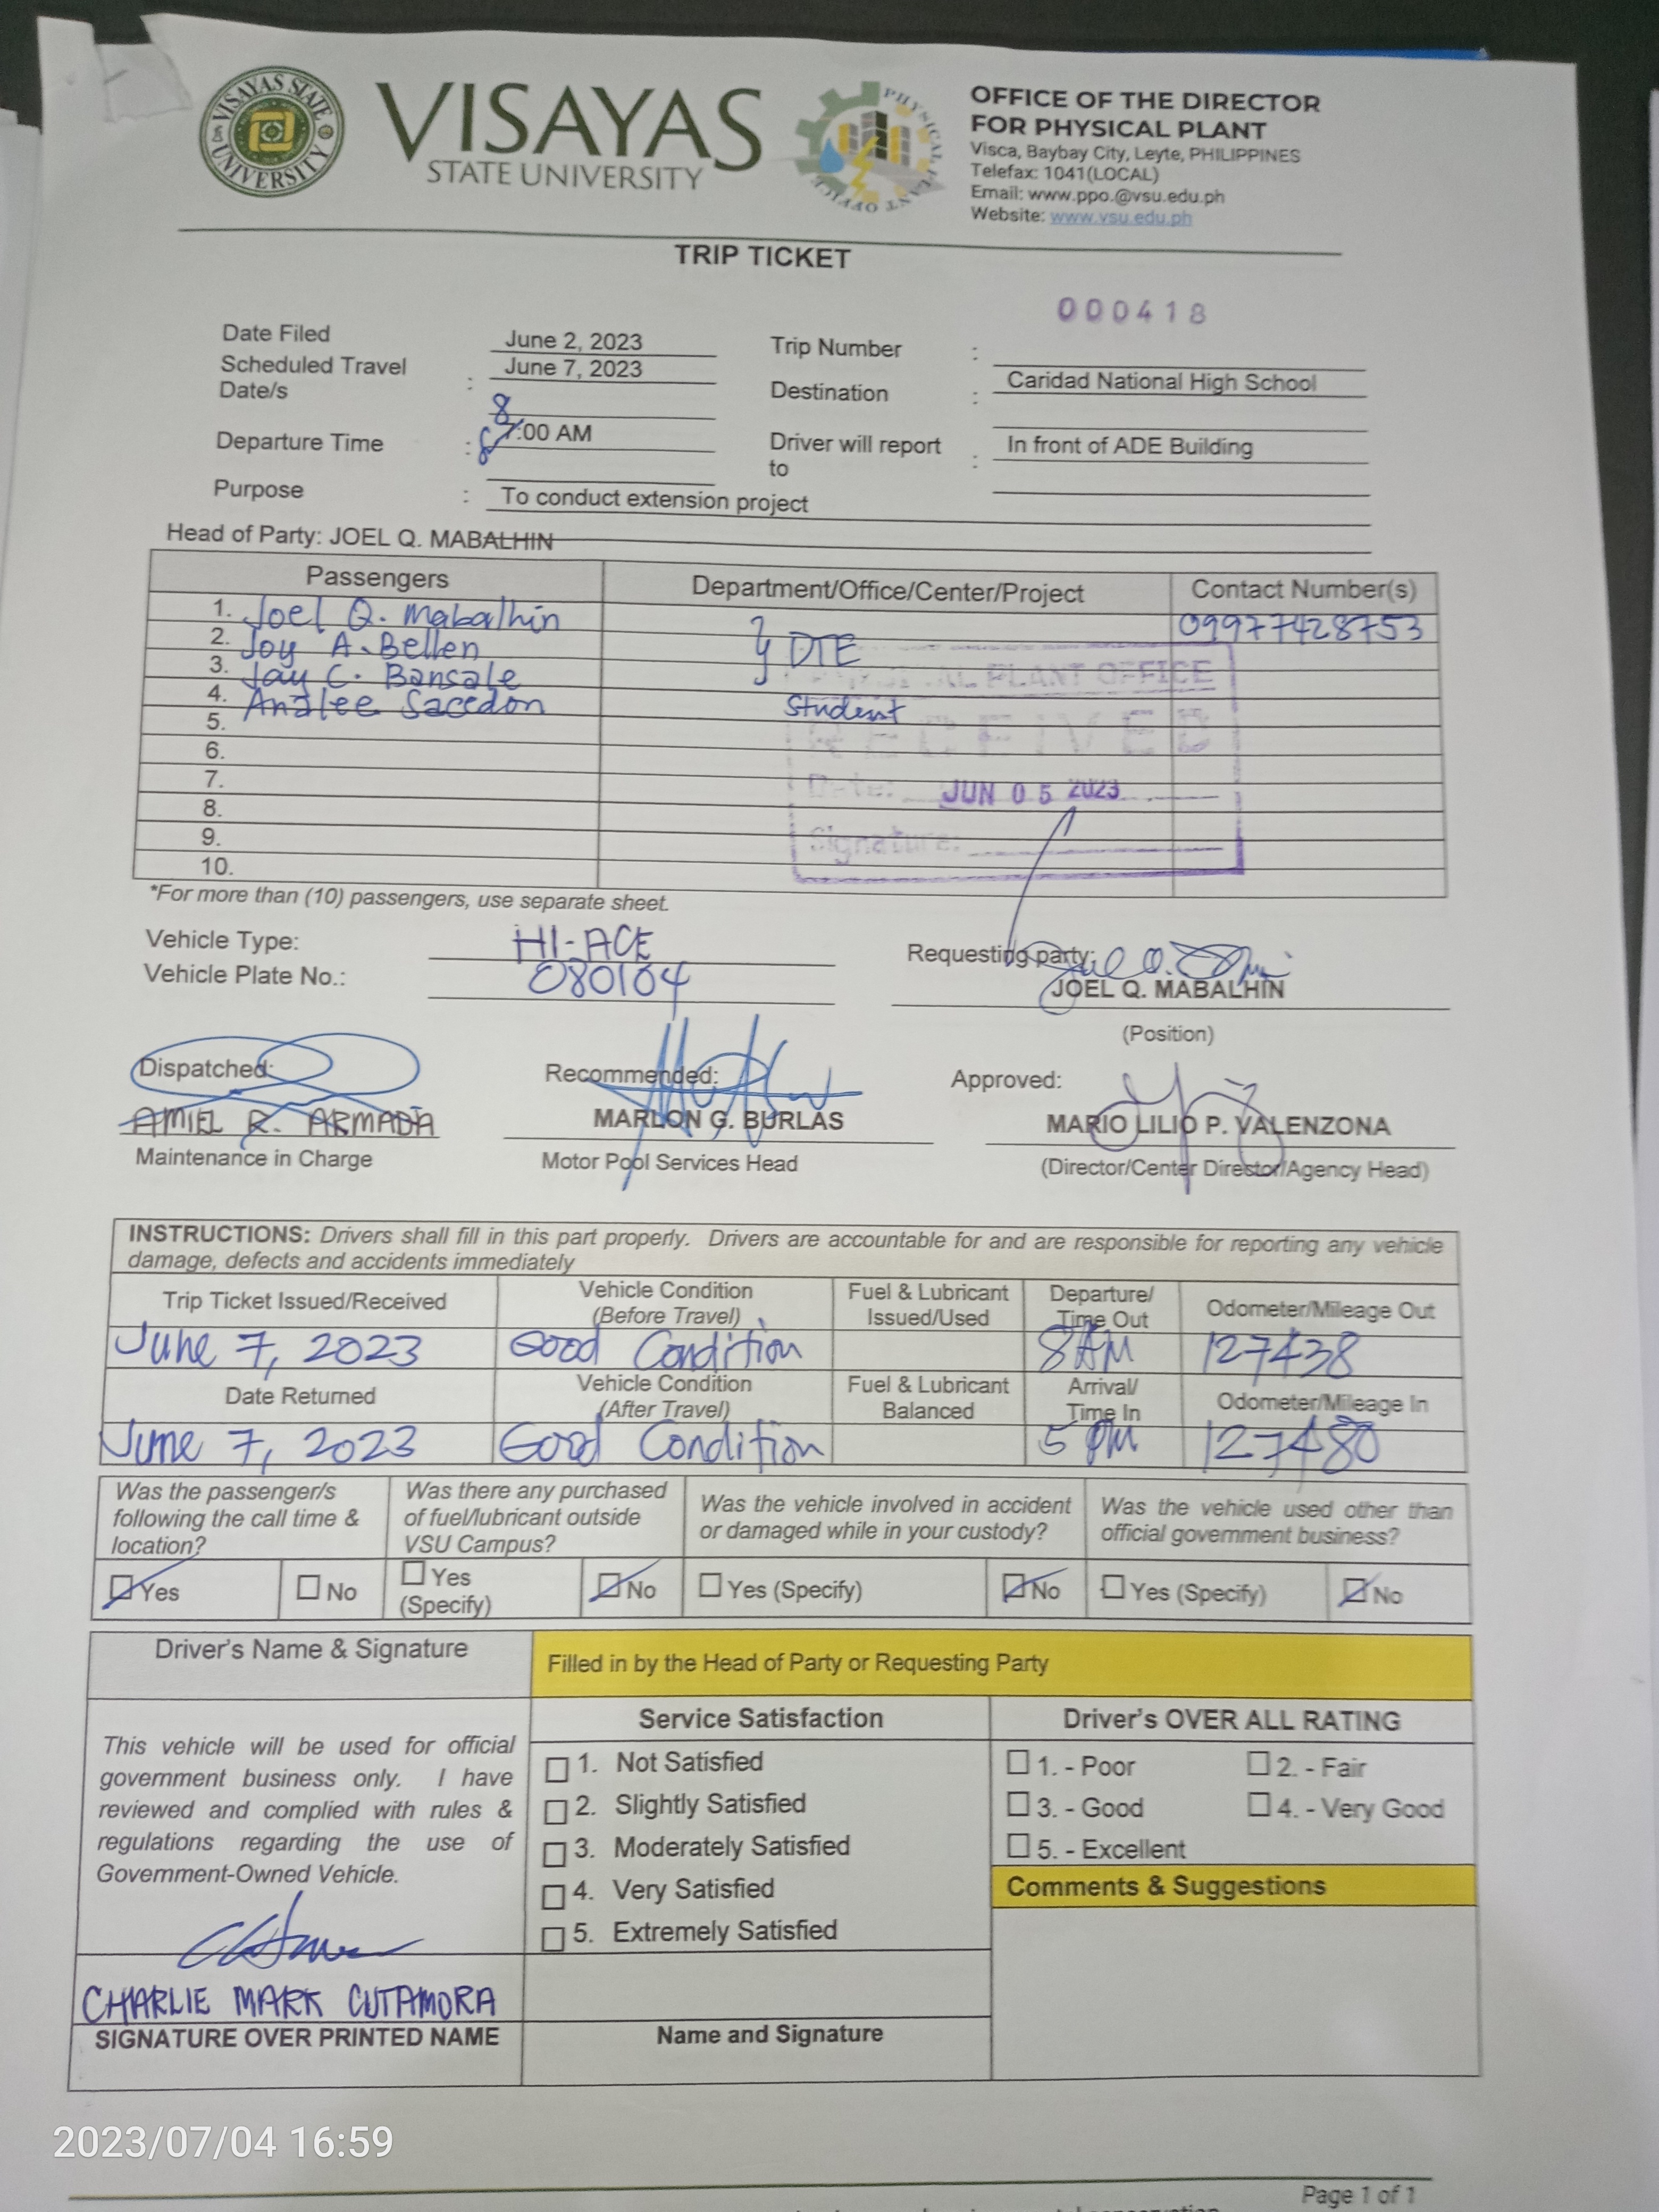 VISAYAS STATE UNIVERSITY
VISAYAS
STATE UNIVERSITY
PHYSICAL PLANT OFFICE
OFFICE OF THE DIRECTOR
FOR PHYSICAL PLANT
Visca, Baybay City, Leyte, PHILIPPINES
Telefax: 1041(LOCAL)
Email: www.ppo.@vsu.edu.ph
Website: www.vsu.edu.ph
TRIP TICKET
000418
Date Filed June 2, 2023 Trip Number :
Scheduled Travel Date/s : June 7, 2023 Destination : Caridad National High School
8
Departure Time : 7:00 AM Driver will report to : In front of ADE Building
Purpose : To conduct extension project
Head of Party: JOEL Q. MABALHIN
Passengers Department/Office/Center/Project Contact Number(s)
1. Joel Q. Mabalhin 09977428753
2. Joy A. Bellen DTE
3. Jay C. Bansale
4. Analee Sacedon Student
5.
6.
7.
8.
9.
10.
PLANT OFFICE
RECEIVED
Date: JUN 05 2023
Signature:
*For more than (10) passengers, use separate sheet.
Vehicle Type: HI-ACE Requesting party:
Vehicle Plate No.: 080104 JOEL Q. MABALHIN
(Position)
Dispatched: Recommended: Approved:
AMIEL R. ARMADA MARLON G. BURLAS MARIO LILIO P. VALENZONA
Maintenance in Charge Motor Pool Services Head (Director/Center Director/Agency Head)
INSTRUCTIONS: Drivers shall fill in this part properly. Drivers are accountable for and are responsible for reporting any vehicle
damage, defects and accidents immediately
Trip Ticket Issued/Received Vehicle Condition (Before Travel) Fuel & Lubricant Issued/Used Departure/ Time Out Odometer/Mileage Out
June 7, 2023 Good Condition 8AM 127438
Date Returned Vehicle Condition (After Travel) Fuel & Lubricant Balanced Arrival/ Time In Odometer/Mileage In
June 7, 2023 Good Condition 5 PM 127480
Was the passenger/s following the call time & location? Was there any purchased of fuel/lubricant outside VSU Campus? Was the vehicle involved in accident or damaged while in your custody? Was the vehicle used other than official government business?
Yes No Yes (Specify) No Yes (Specify) No Yes (Specify) No
Driver's Name & Signature Filled in by the Head of Party or Requesting Party
Service Satisfaction Driver's OVER ALL RATING
This vehicle will be used for official
government business only. I have
reviewed and complied with rules &
regulations regarding the use of
Government-Owned Vehicle.
1. Not Satisfied
2. Slightly Satisfied
3. Moderately Satisfied
4. Very Satisfied
5. Extremely Satisfied
1. - Poor 2. - Fair
3. - Good 4. - Very Good
5. - Excellent
Comments & Suggestions
CHARLIE MARK CUTAMORA
SIGNATURE OVER PRINTED NAME Name and Signature
2023/07/04 16:59
Page 1 of 1